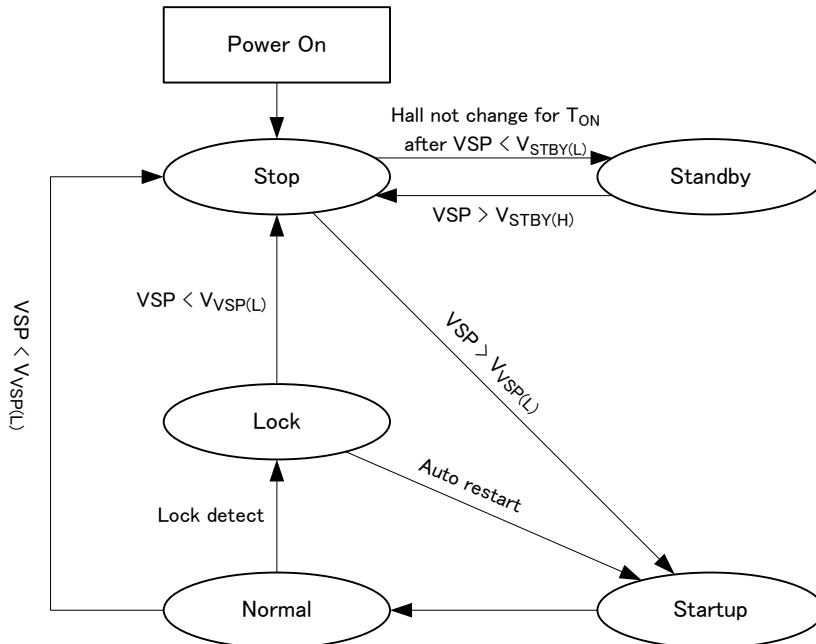 Power On
Hall not change for TON
after VSP < VSTBY(L)
Stop
Standby
VSP > VSTBY(H)
VSP < VVSP(L)
VSP > VVSP(L)
VSP < VVSP(L)
Lock
Auto restart
Lock detect
Normal
Startup